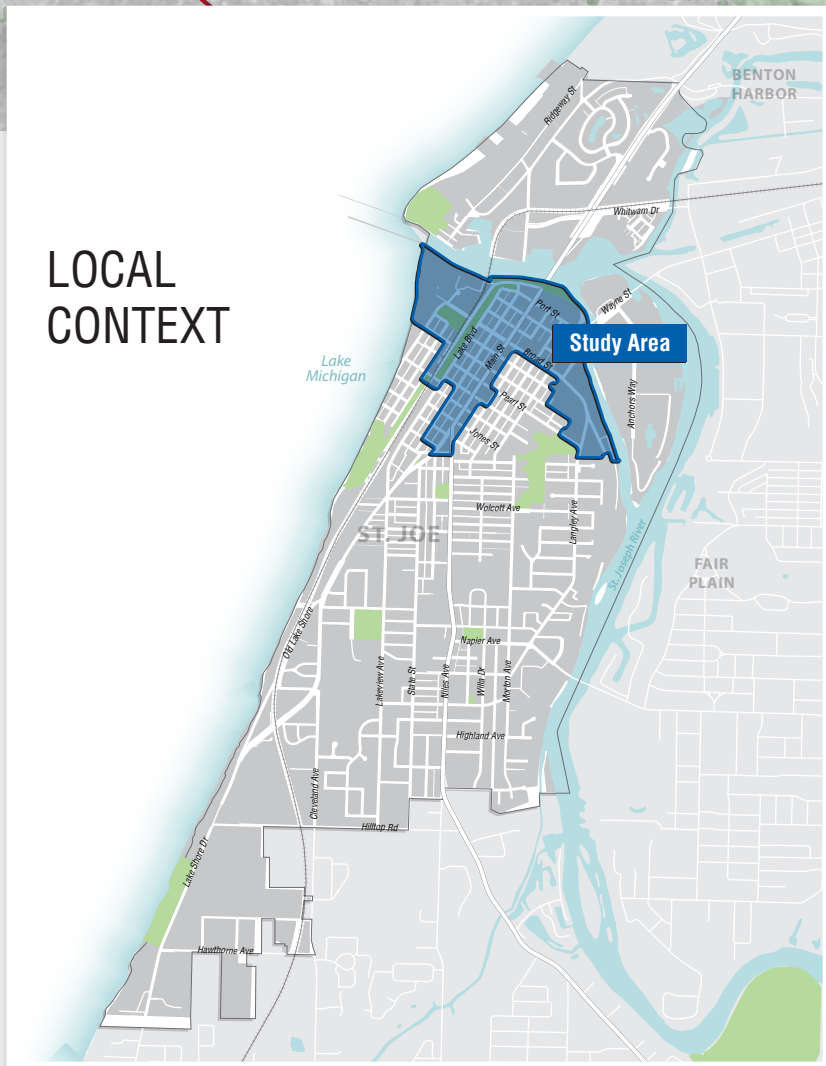 BENTON
HARBOR
Ridgeway St
Whitwam Dr
LOCAL
CONTEXT
Wayne St
Port St
Study Area
Lake Blvd
Main St
Broad St
Lake
Michigan
Anchors Way
Pearl St
Jones St
Wolcott Ave
Langley Ave
ST. JOE
St. Joseph River
FAIR
PLAIN
Old Lake Shore
Napier Ave
Lakeview Ave
State St
Niles Ave
Willa Dr
Morton Ave
Highland Ave
Cleveland Ave
Hilltop Rd
Lake Shore Dr
Hawthorne Ave